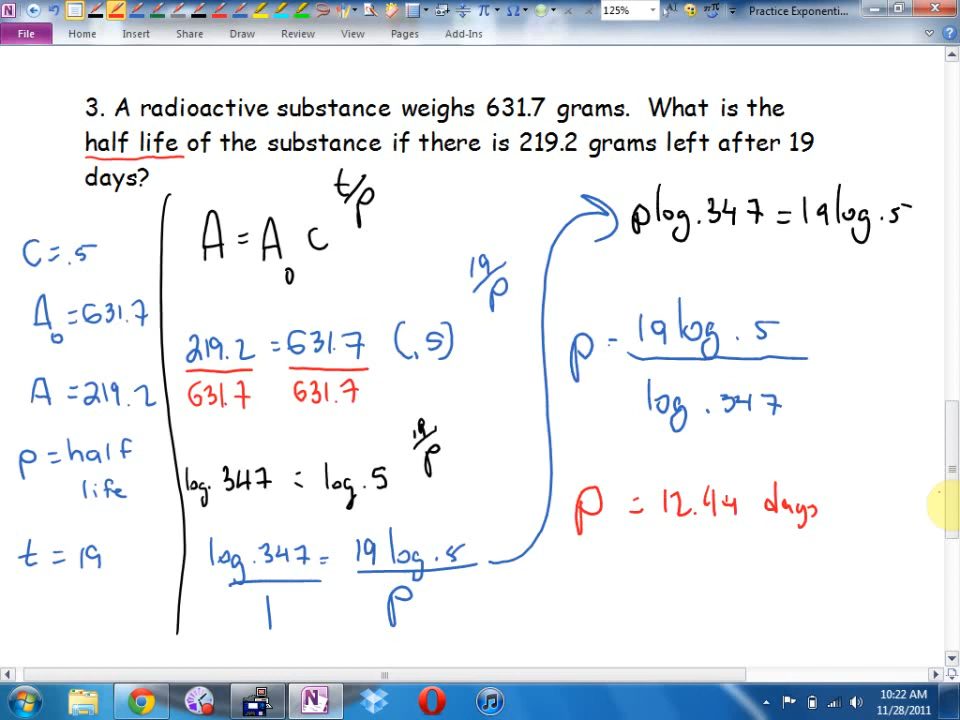 125%
Practice Exponenti...
File Home Insert Share Draw Review View Pages Add-Ins
3. A radioactive substance weighs 631.7 grams. What is the
half life of the substance if there is 219.2 grams left after 19
days?
C = .5
A₀ = 631.7
A = 219.2
p = half
life
t = 19
A = A₀ c^(t/p)
219.2 = 631.7 (.5)^(19/p)
631.7 631.7
log .347 = log .5^(19/p)
log .347 = 19 log .5
1 p
p log .347 = 19 log .5
p = 19 log .5
log .347
p = 12.44 days
10:22 AM
11/28/2011